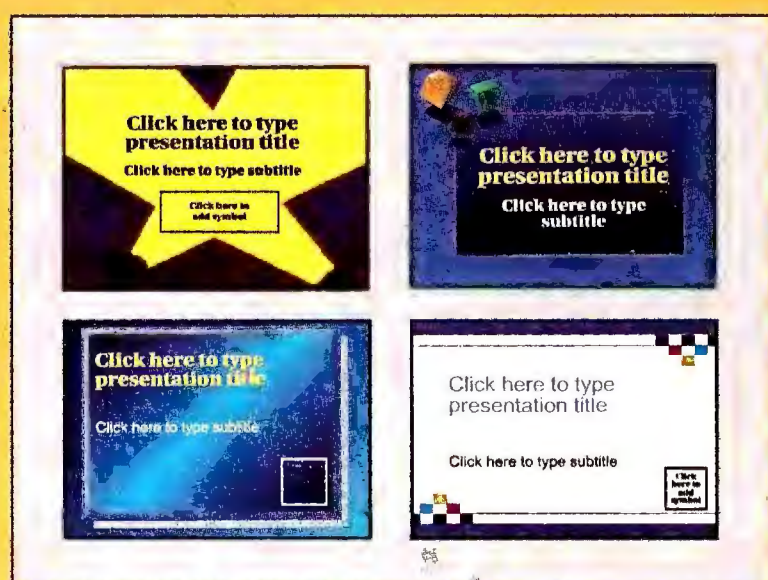 Click here to type
presentation title
Click here to type subtitle
Click here to
add symbol
Click here to type
presentation title
Click here to type
subtitle
Click here to type
presentation title
Click here to type subtitle
Click here to type
presentation title
Click here to type subtitle
Click
here to
add
symbol